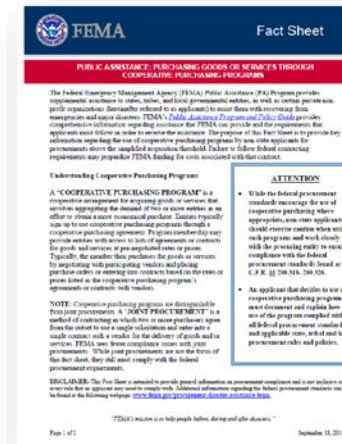 FEMA
Fact Sheet
PUBLIC ASSISTANCE: PURCHASING GOODS OR SERVICES THROUGH
COOPERATIVE PURCHASING PROGRAMS
The Federal Emergency Management Agency (FEMA) Public Assistance (PA) Program provides
supplemental assistance to states, tribes, and local governmental entities, as well as certain private non-
profit organizations (hereinafter referred to as applicants) to assist them with recovering from
emergencies and major disasters. FEMA's Public Assistance Program and Policy Guide provides
comprehensive information regarding assistance that FEMA can provide and the requirements that
applicants must follow in order to receive the assistance. The purpose of this Fact Sheet is to provide key
information regarding the use of cooperative purchasing programs by non-state applicants for
procurements above the simplified acquisition threshold. Failure to follow federal contracting
requirements may jeopardize FEMA funding for costs associated with that contract.
Understanding Cooperative Purchasing Programs
A "COOPERATIVE PURCHASING PROGRAM" is a
cooperative arrangement for acquiring goods or services that
involves aggregating the demand of two or more entities in an
effort to obtain a more economical purchase. Entities typically
sign up to use cooperative purchasing programs through a
cooperative purchasing agreement. Program membership may
provide entities with access to lists of agreements or contracts
for goods and services at pre-negotiated rates or prices.
Typically, the member then purchases the goods or services
by negotiating with participating vendors and placing
purchase orders or entering into contracts based on the rates or
prices listed in the cooperative purchasing program's
agreements or contracts with vendors.
NOTE: Cooperative purchasing programs are distinguishable
from joint procurements. A "JOINT PROCUREMENT" is a
method of contracting in which two or more purchasers agree
from the outset to use a single solicitation and enter into a
single contract with a vendor for the delivery of goods and/or
services. FEMA sees fewer compliance issues with joint
procurements. While joint procurements are not the focus of
this fact sheet, they still must comply with the federal
procurement requirements.
ATTENTION
• While the federal procurement
standards encourage the use of
cooperative purchasing where
appropriate, non-state applicants
should exercise caution when using
such programs and work closely
with the procuring entity to ensure
compliance with the federal
procurement standards found at
C.F.R. §§ 200.318-200.326.
• An applicant that decides to use a
cooperative purchasing program
must document and explain how
use of the program complied with
all federal procurement standards
and applicable state, tribal and local
procurement rules and policies.
DISCLAIMER: This Fact Sheet is intended to provide general information on procurement compliance and is not inclusive of
every rule that an applicant may need to comply with. Additional information regarding the federal procurement standards can
be found at the following webpage: www.fema.gov/procurement-disaster-assistance-team.
"FEMA's mission is to help people before, during and after disasters."
Page 1 of 2
September 18, 201